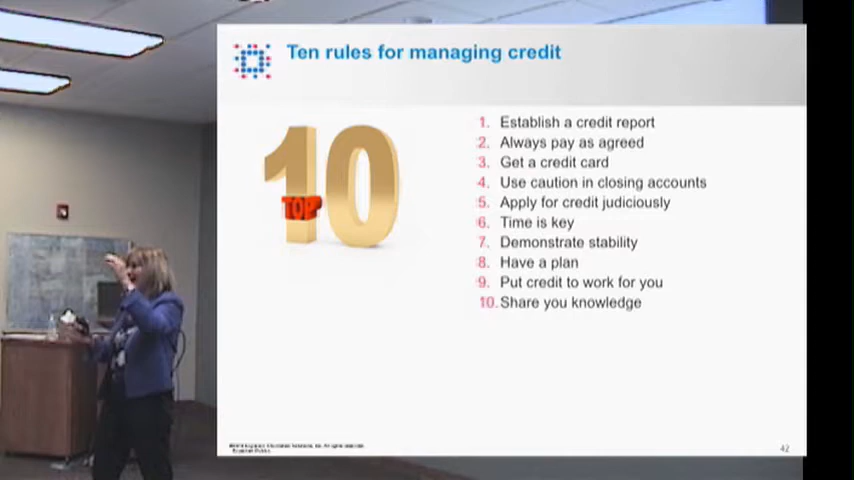 Ten rules for managing credit
10
TOP
1. Establish a credit report
2. Always pay as agreed
3. Get a credit card
4. Use caution in closing accounts
5. Apply for credit judiciously
6. Time is key
7. Demonstrate stability
8. Have a plan
9. Put credit to work for you
10. Share you knowledge
42